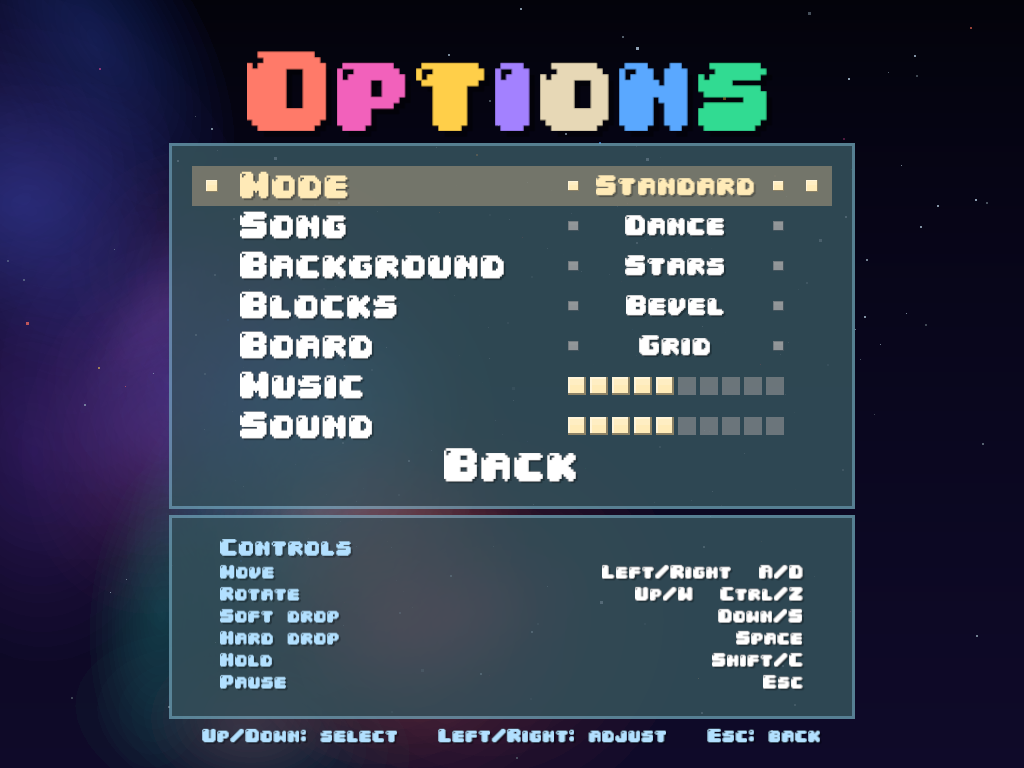 Options
Mode Standard
Song Dance
Background Stars
Blocks Bevel
Board Grid
Music
Sound
Back
Controls
Move Left/Right A/D
Rotate Up/W Ctrl/Z
Soft drop Down/S
Hard drop Space
Hold Shift/C
Pause Esc
Up/Down: select Left/Right: adjust Esc: back